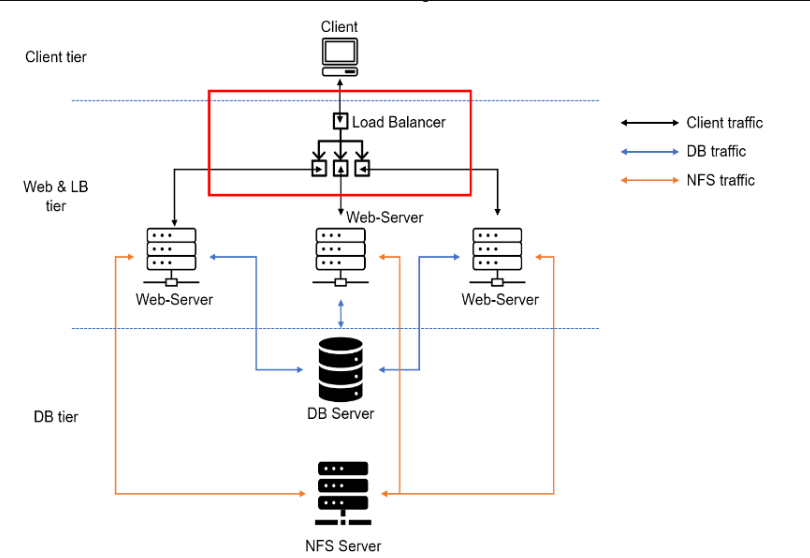 Client
Client tier
Load Balancer
Client traffic
DB traffic
NFS traffic
Web & LB
tier
Web-Server
Web-Server
Web-Server
DB Server
DB tier
NFS Server